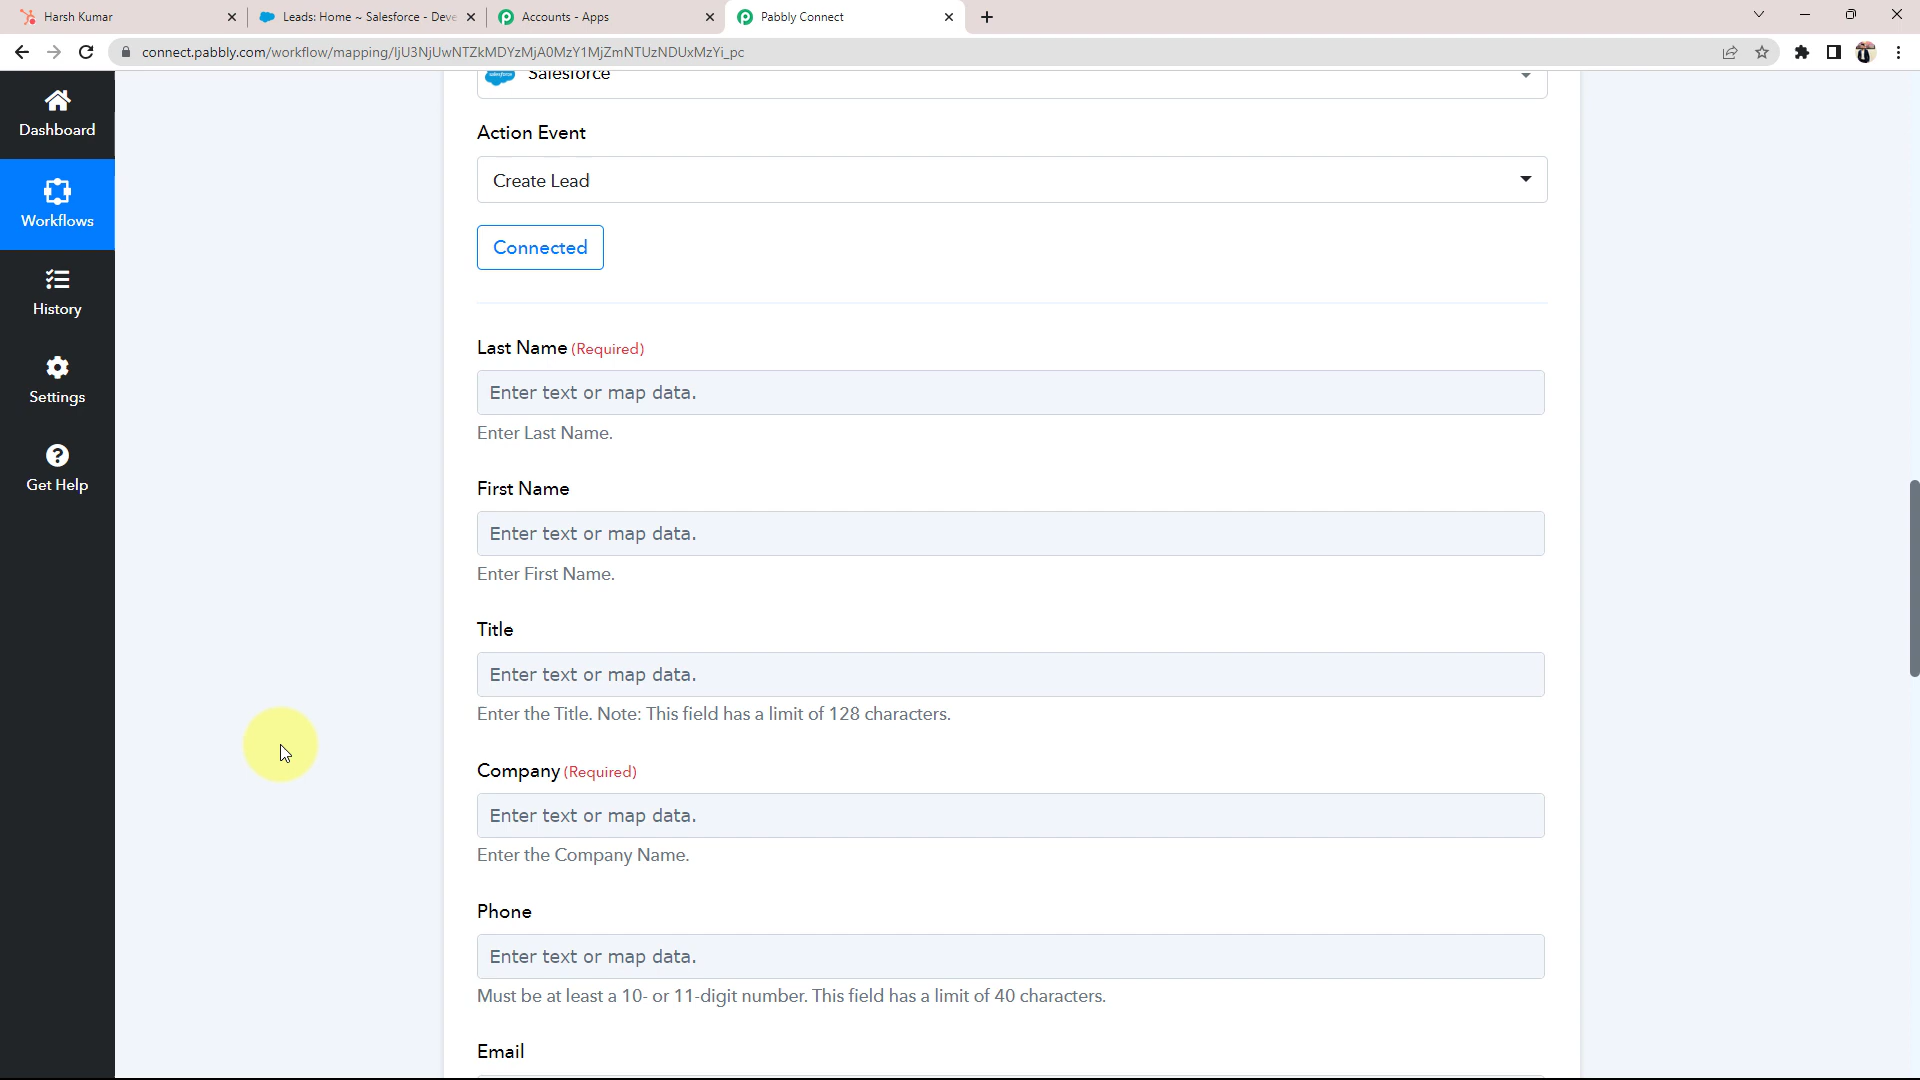 Harsh Kumar
Leads: Home ~ Salesforce - Deve
Accounts - Apps
Pabbly Connect
connect.pabbly.com/workflow/mapping/IjU3NjUwNTZkMDYzMjA0MzY1MjZmNTUzNDUxMzYi_pc
Dashboard
Workflows
History
Settings
Get Help
Salesforce
Action Event
Create Lead
Connected
Last Name (Required)
Enter text or map data.
Enter Last Name.
First Name
Enter text or map data.
Enter First Name.
Title
Enter text or map data.
Enter the Title. Note: This field has a limit of 128 characters.
Company (Required)
Enter text or map data.
Enter the Company Name.
Phone
Enter text or map data.
Must be at least a 10- or 11-digit number. This field has a limit of 40 characters.
Email